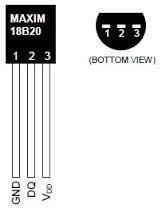 MAXIM
18B20
1 2 3
GND DQ VDD
1 2 3
(BOTTOM VIEW)